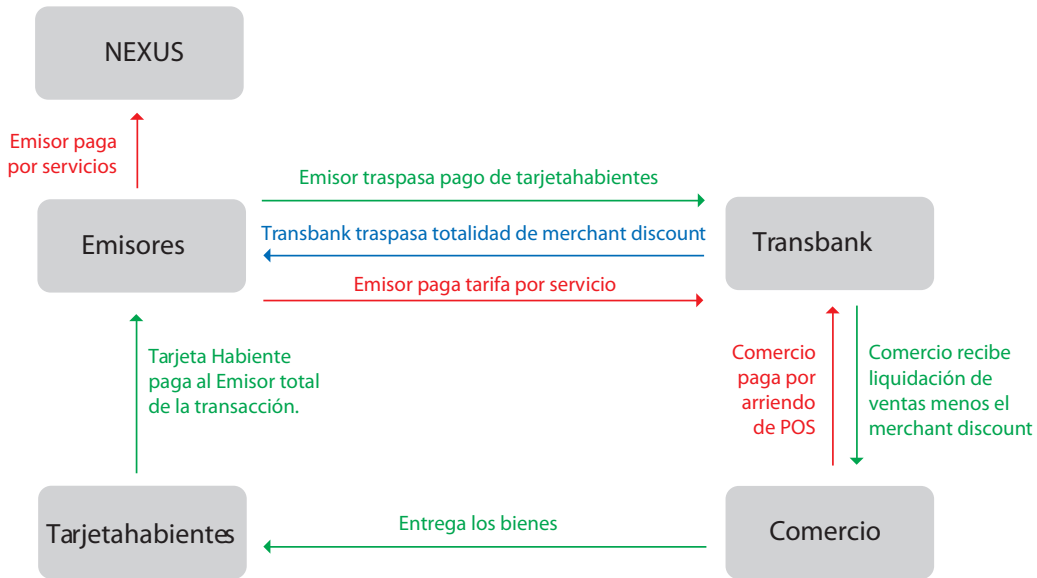 NEXUS
Emisor paga
por servicios
Emisor traspasa pago de tarjetahabientes
Emisores
Transbank traspasa totalidad de merchant discount
Transbank
Emisor paga tarifa por servicio
Tarjeta Habiente
paga al Emisor total
de la transacción.
Comercio
paga por
arriendo
de POS
Comercio recibe
liquidación de
ventas menos el
merchant discount
Tarjetahabientes
Entrega los bienes
Comercio